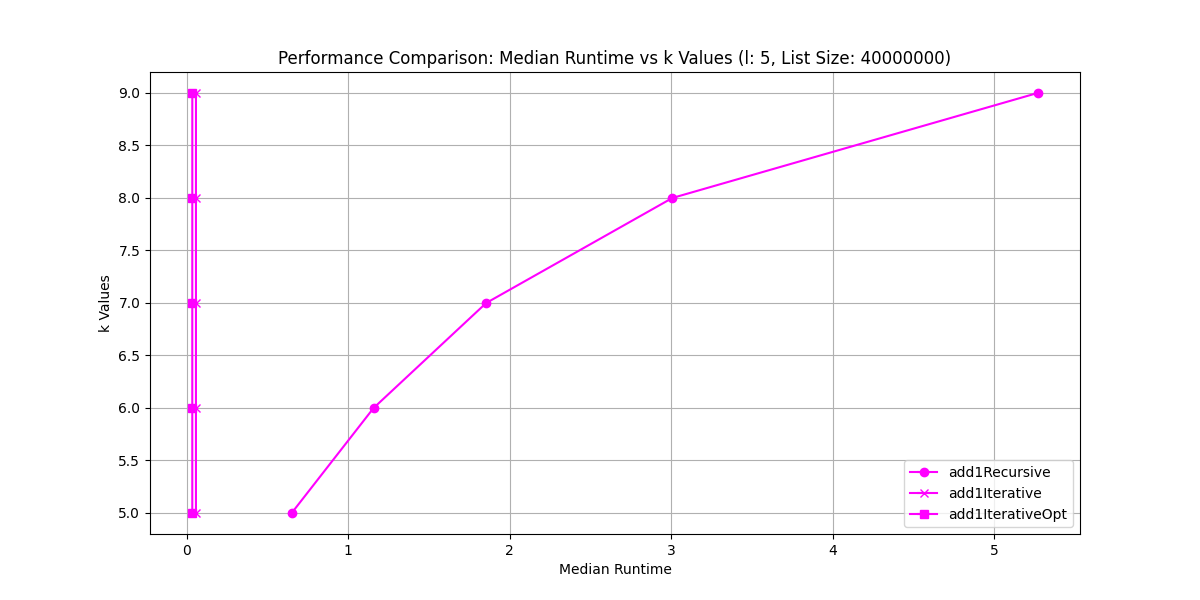 Performance Comparison: Median Runtime vs k Values (l: 5, List Size: 40000000)
9.0
8.5
8.0
7.5
7.0
6.5
6.0
5.5
5.0
k Values
0 1 2 3 4 5
Median Runtime
add1Recursive
add1Iterative
add1IterativeOpt